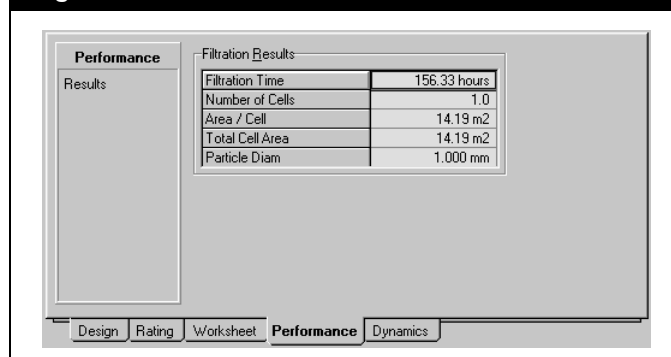 Performance
Results
Filtration Results
Filtration Time 156.33 hours
Number of Cells 1.0
Area / Cell 14.19 m2
Total Cell Area 14.19 m2
Particle Diam 1.000 mm
Design Rating Worksheet Performance Dynamics